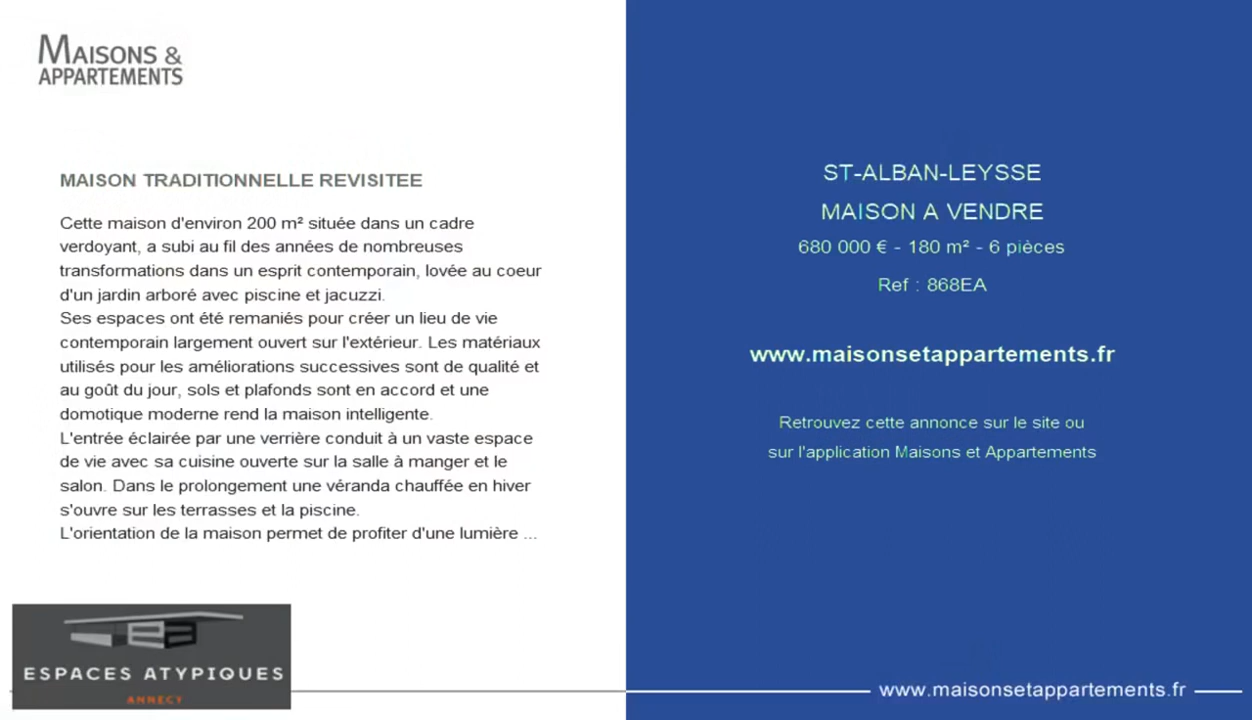 MAISONS &
APPARTEMENTS
MAISON TRADITIONNELLE REVISITEE
Cette maison d'environ 200 m² située dans un cadre
verdoyant, a subi au fil des années de nombreuses
transformations dans un esprit contemporain, lovée au coeur
d'un jardin arboré avec piscine et jacuzzi.
Ses espaces ont été remaniés pour créer un lieu de vie
contemporain largement ouvert sur l'extérieur. Les matériaux
utilisés pour les améliorations successives sont de qualité et
au goût du jour, sols et plafonds sont en accord et une
domotique moderne rend la maison intelligente.
L'entrée éclairée par une verrière conduit à un vaste espace
de vie avec sa cuisine ouverte sur la salle à manger et le
salon. Dans le prolongement une véranda chauffée en hiver
s'ouvre sur les terrasses et la piscine.
L'orientation de la maison permet de profiter d'une lumière ...
ea
ESPACES ATYPIQUES
ANNECY
ST-ALBAN-LEYSSE
MAISON A VENDRE
680 000 € - 180 m² - 6 pièces
Ref : 868EA
www.maisonsetappartements.fr
Retrouvez cette annonce sur le site ou
sur l'application Maisons et Appartements
www.maisonsetappartements.fr